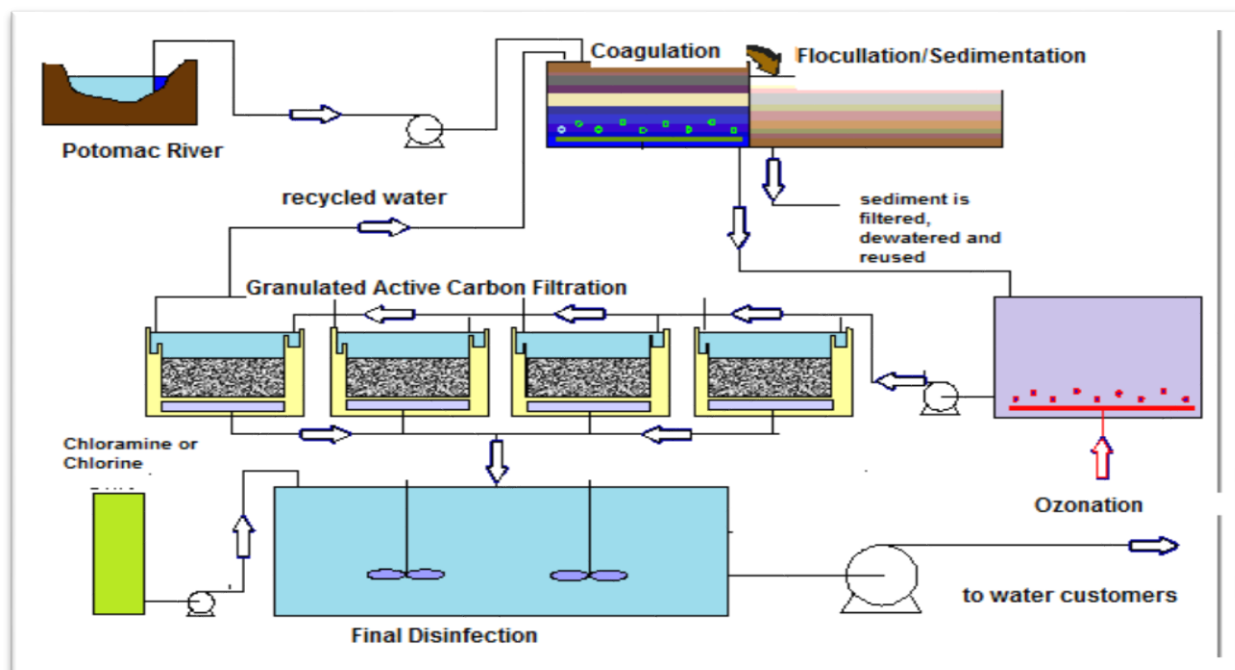 Coagulation
Flocullation/Sedimentation
Potomac River
recycled water
sediment is
filtered,
dewatered and
reused
Granulated Active Carbon Filtration
Chloramine or
Chlorine
Ozonation
to water customers
Final Disinfection